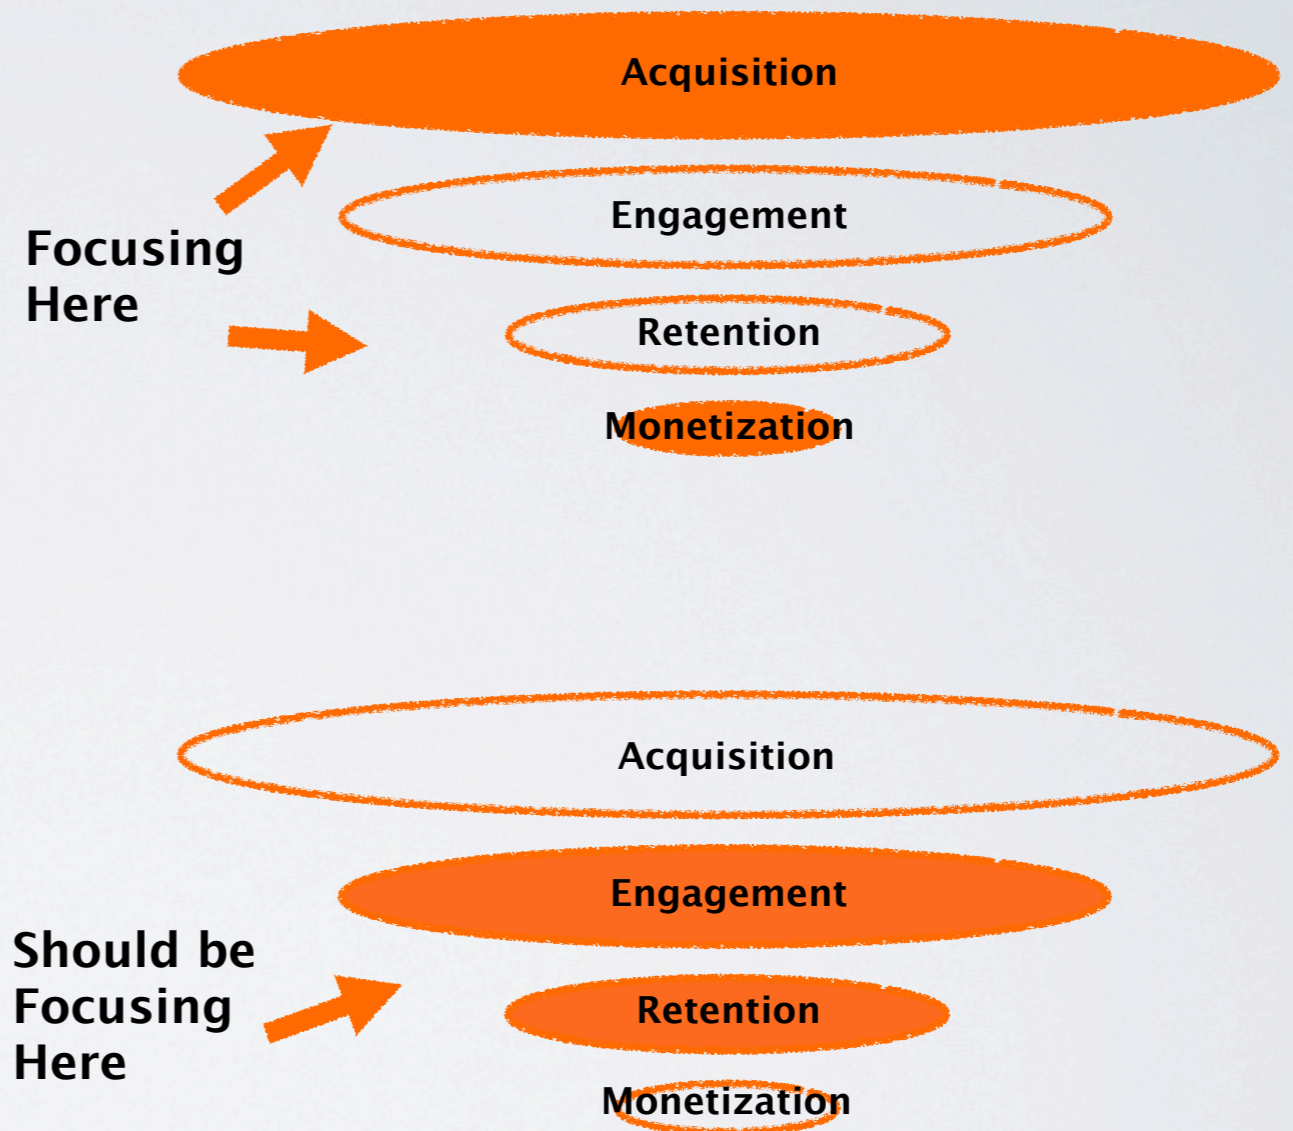 Acquisition
Engagement
Focusing
Here
Retention
Monetization
Acquisition
Engagement
Should be
Focusing
Here
Retention
Monetization